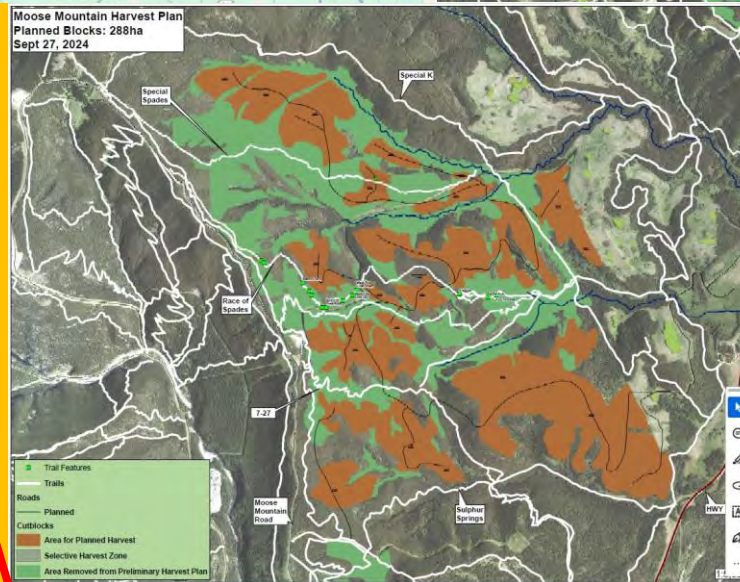 Moose Mountain Harvest Plan
Planned Blocks: 288ha
Sept 27, 2024
Special K
Special
Spades
Race of
Spades
7-27
Moose
Mountain
Road
Sulphur
Springs
HWY
Trail Features
Trails
Roads
Planned
Cutblocks
Area for Planned Harvest
Selective Harvest Zone
Area Removed from Preliminary Harvest Plan